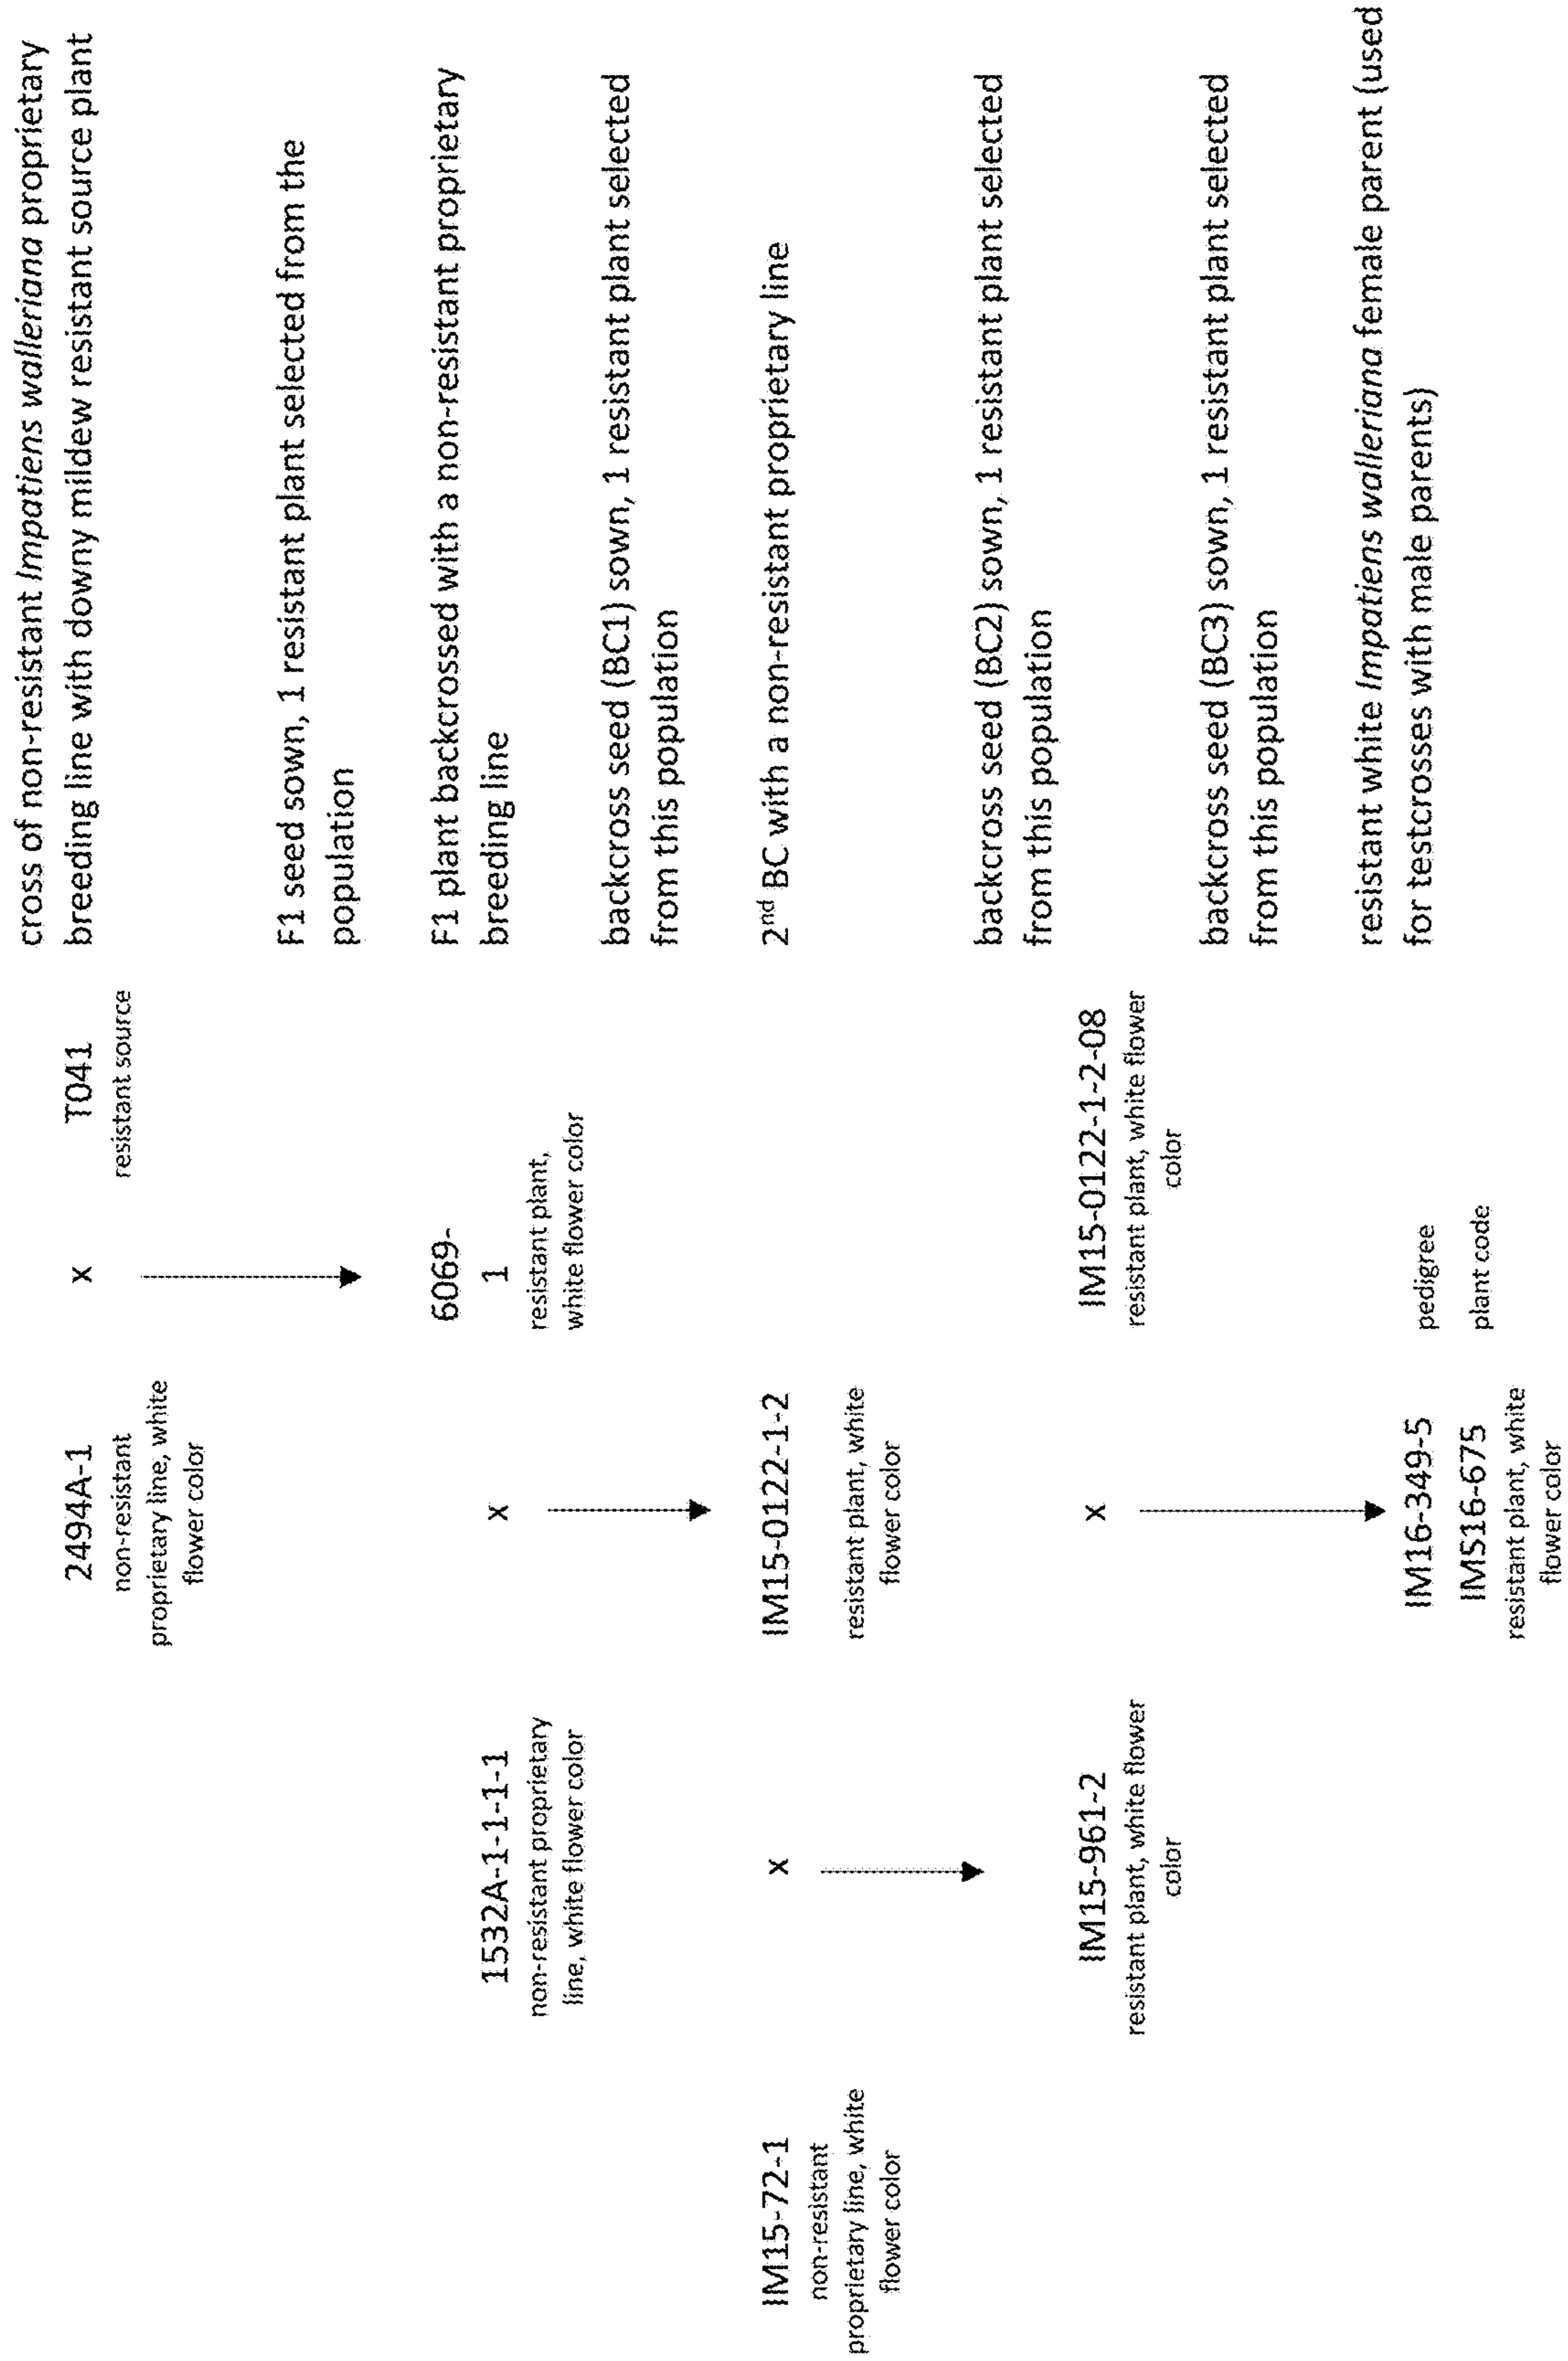 2494A-1 x T041 cross of non-resistant Impatiens walleriana proprietary
non-resistant resistant source breeding line with downy mildew resistant source plant
proprietary line, white
flower color
F1 seed sown, 1 resistant plant selected from the
population
6069- F1 plant backcrossed with a non-resistant proprietary
1532A-1-1-1-1 x 1 breeding line
non-resistant proprietary resistant plant,
line, white flower color white flower color
backcross seed (BC1) sown, 1 resistant plant selected
from this population
IM15-72-1 x IM15-0122-1-2 2nd BC with a non-resistant proprietary line
non-resistant resistant plant, white
proprietary line, white flower color
flower color
backcross seed (BC2) sown, 1 resistant plant selected
from this population
IM15-961-2 x IM15-0122-1-2-08
resistant plant, white flower resistant plant, white flower
color color
backcross seed (BC3) sown, 1 resistant plant selected
from this population
resistant white Impatiens walleriana female parent (used
IM16-349-5 pedigree for testcrosses with male parents)
IMS16-675 plant code
resistant plant, white
flower color